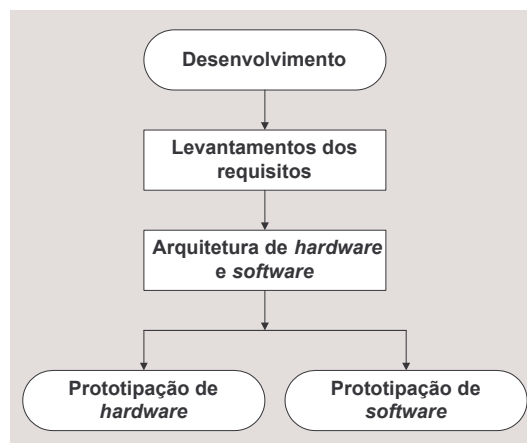 Desenvolvimento
Levantamentos dos
requisitos
Arquitetura de hardware
e software
Prototipação de
hardware
Prototipação de
software